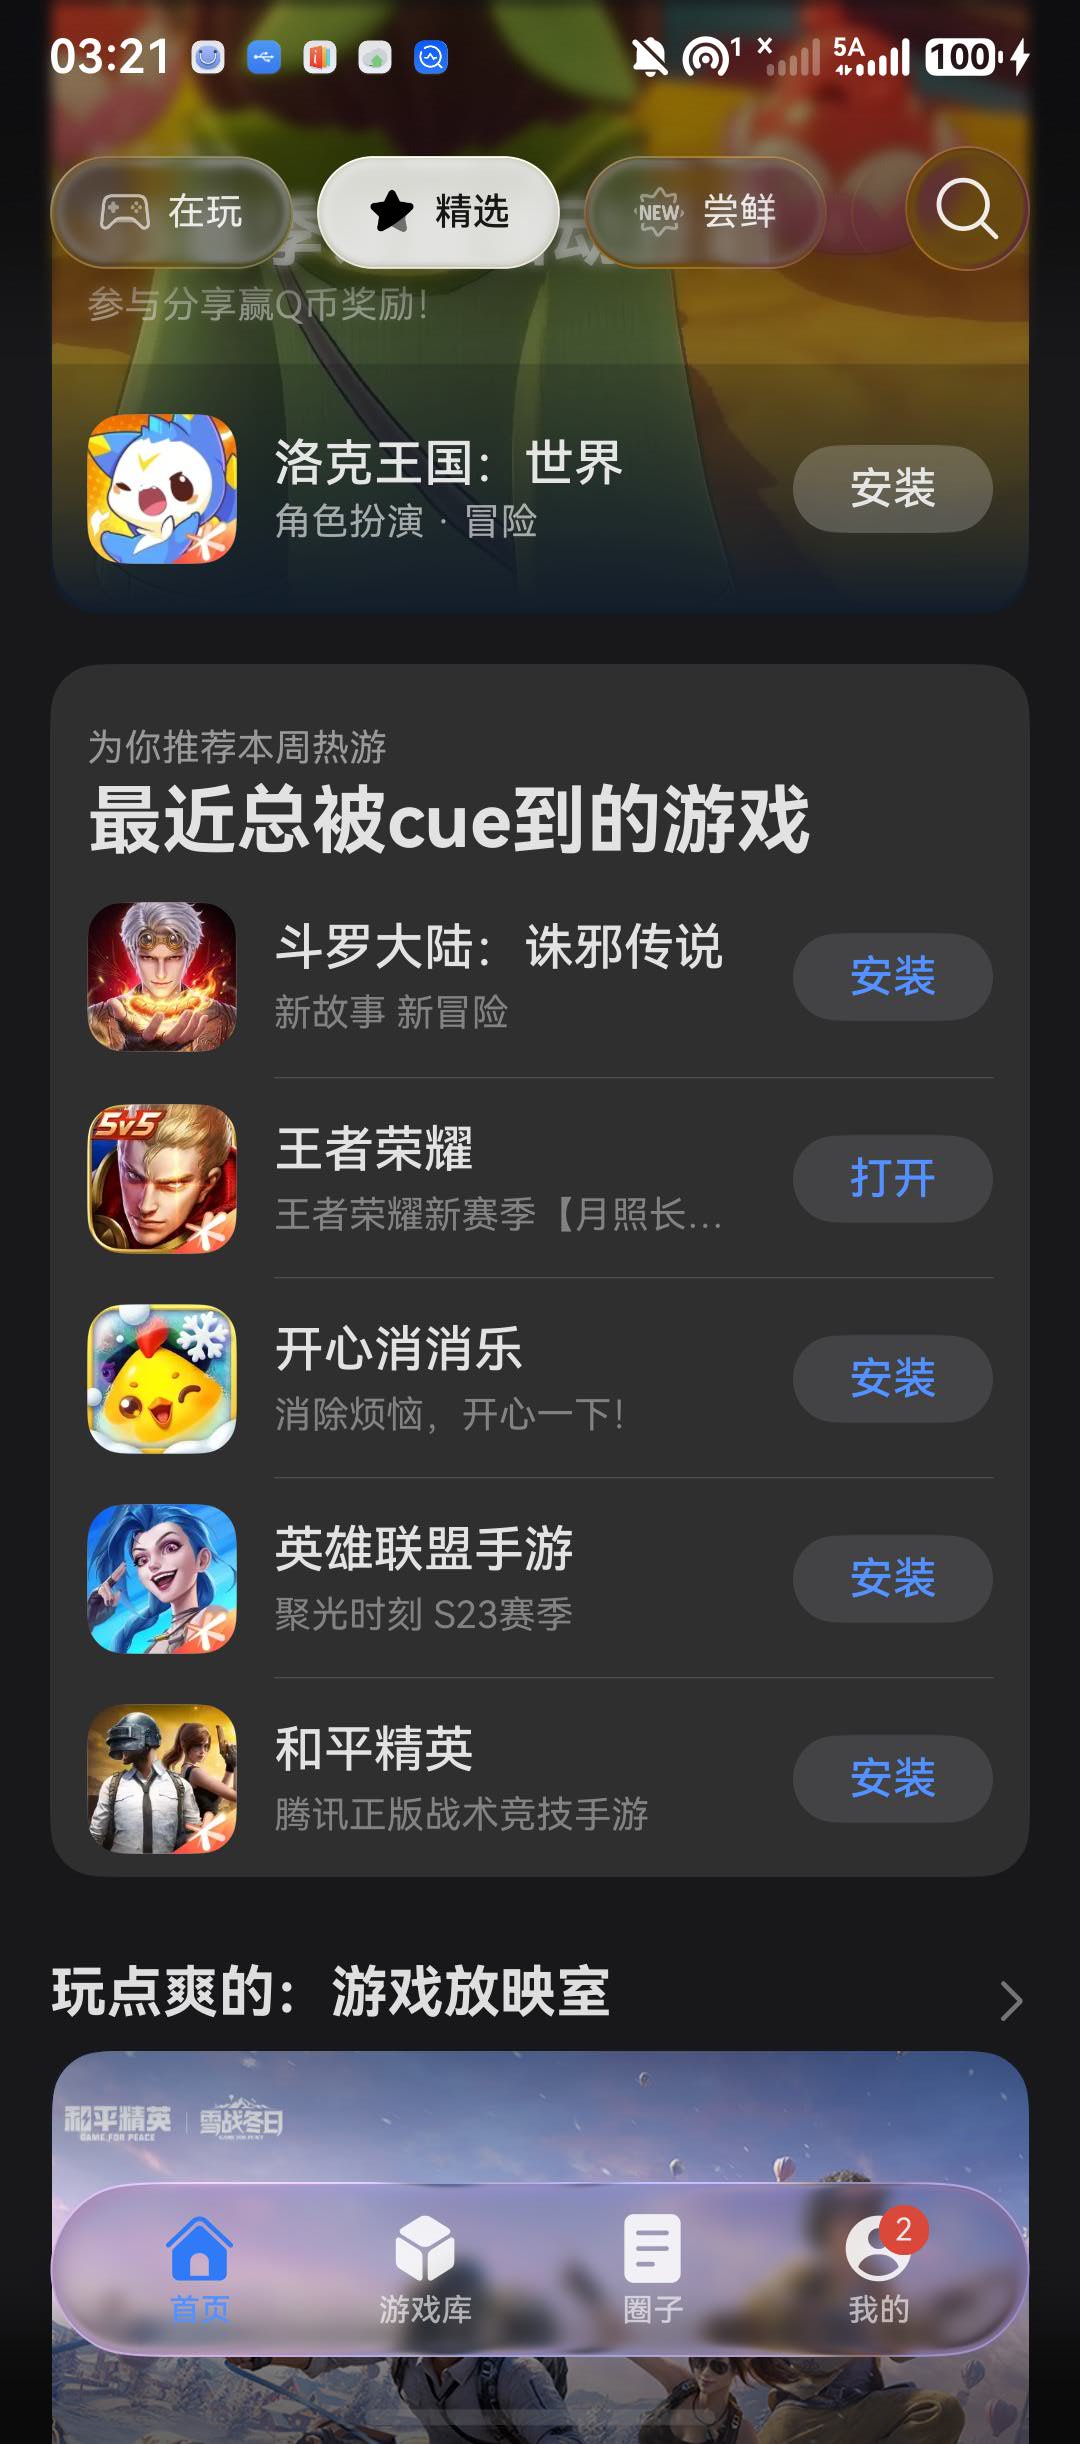 03:21
1
5A
100
在玩
精选
NEW
尝鲜
参与分享赢Q币奖励！
洛克王国：世界
角色扮演 · 冒险
安装
为你推荐本周热游
最近总被cue到的游戏
斗罗大陆：诛邪传说
新故事 新冒险
安装
5v5
王者荣耀
王者荣耀新赛季【月照长...
打开
开心消消乐
消除烦恼，开心一下！
安装
英雄联盟手游
聚光时刻 S23赛季
安装
和平精英
腾讯正版战术竞技手游
安装
玩点爽的：游戏放映室
和平精英
GAME FOR PEACE
雪战冬日
首页
游戏库
圈子
2
我的